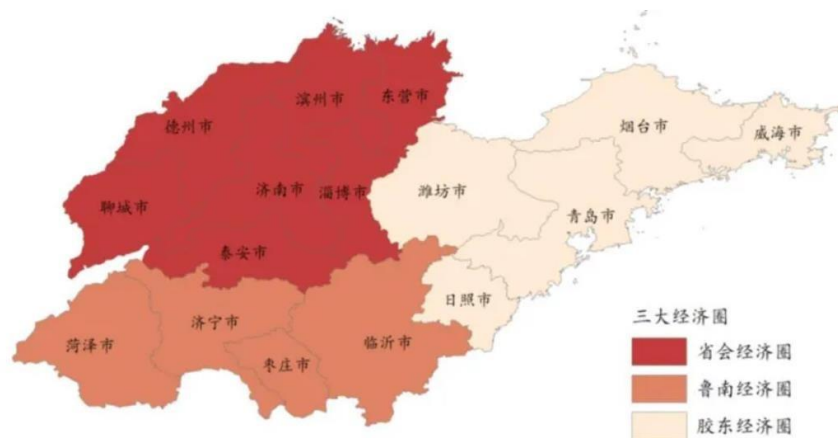 滨州市
东营市
德州市
烟台市
威海市
聊城市
济南市
淄博市
潍坊市
青岛市
泰安市
日照市
济宁市
菏泽市
枣庄市
临沂市
三大经济圈
省会经济圈
鲁南经济圈
胶东经济圈